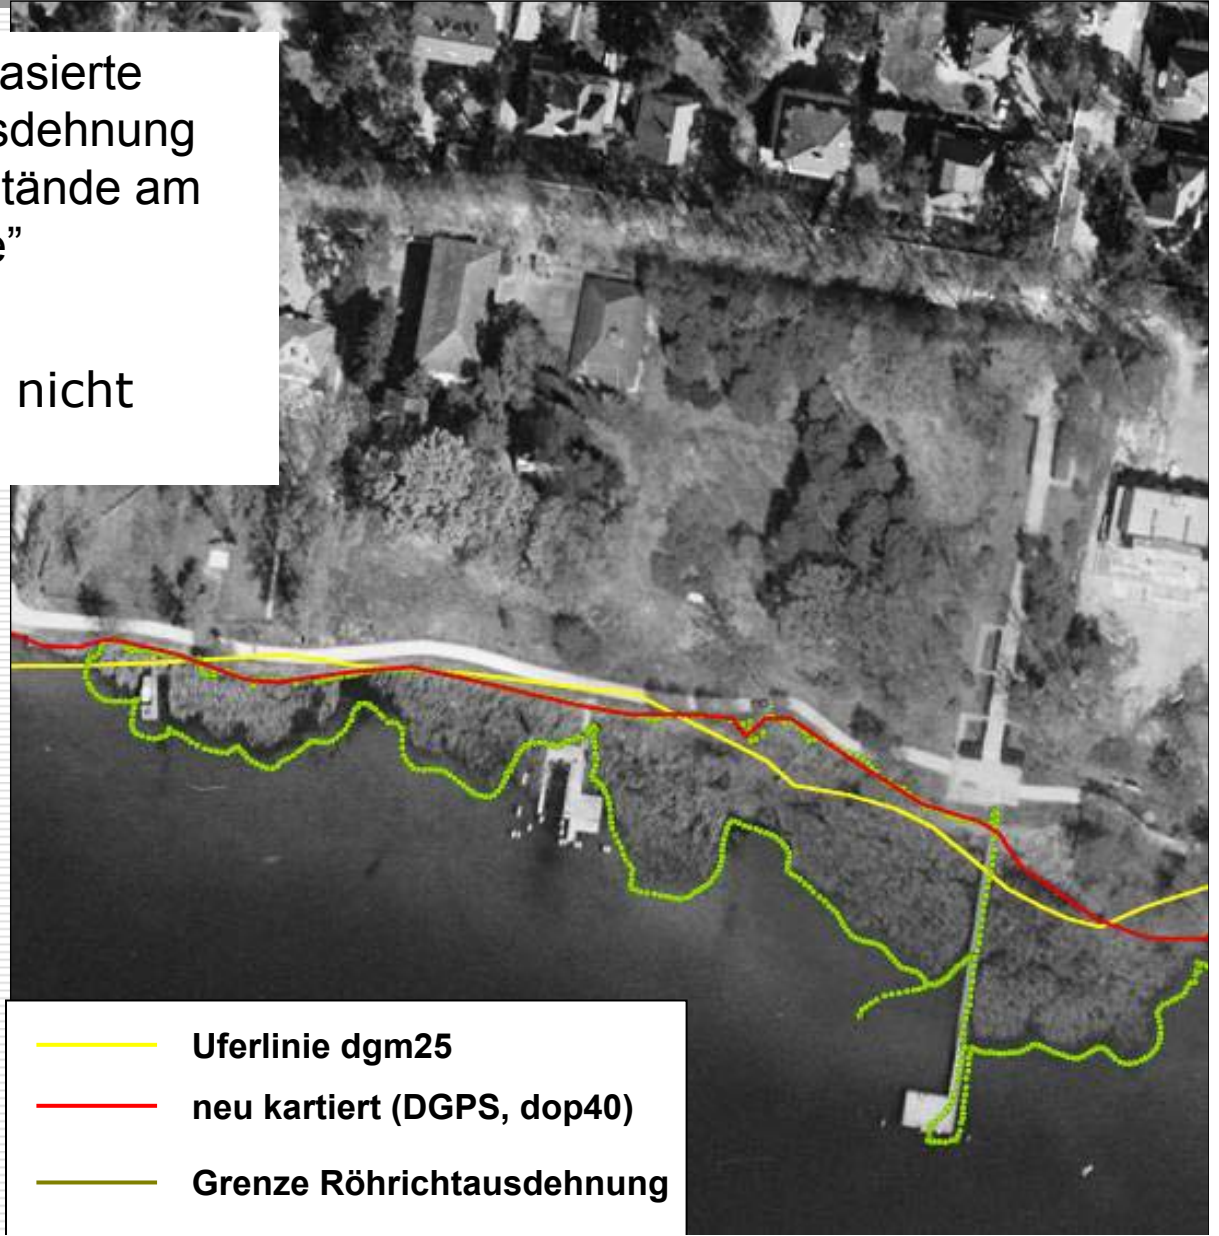 asierte
sdehnung
tände am
e”
nicht
Uferlinie dgm25
neu kartiert (DGPS, dop40)
Grenze Röhrichtausdehnung